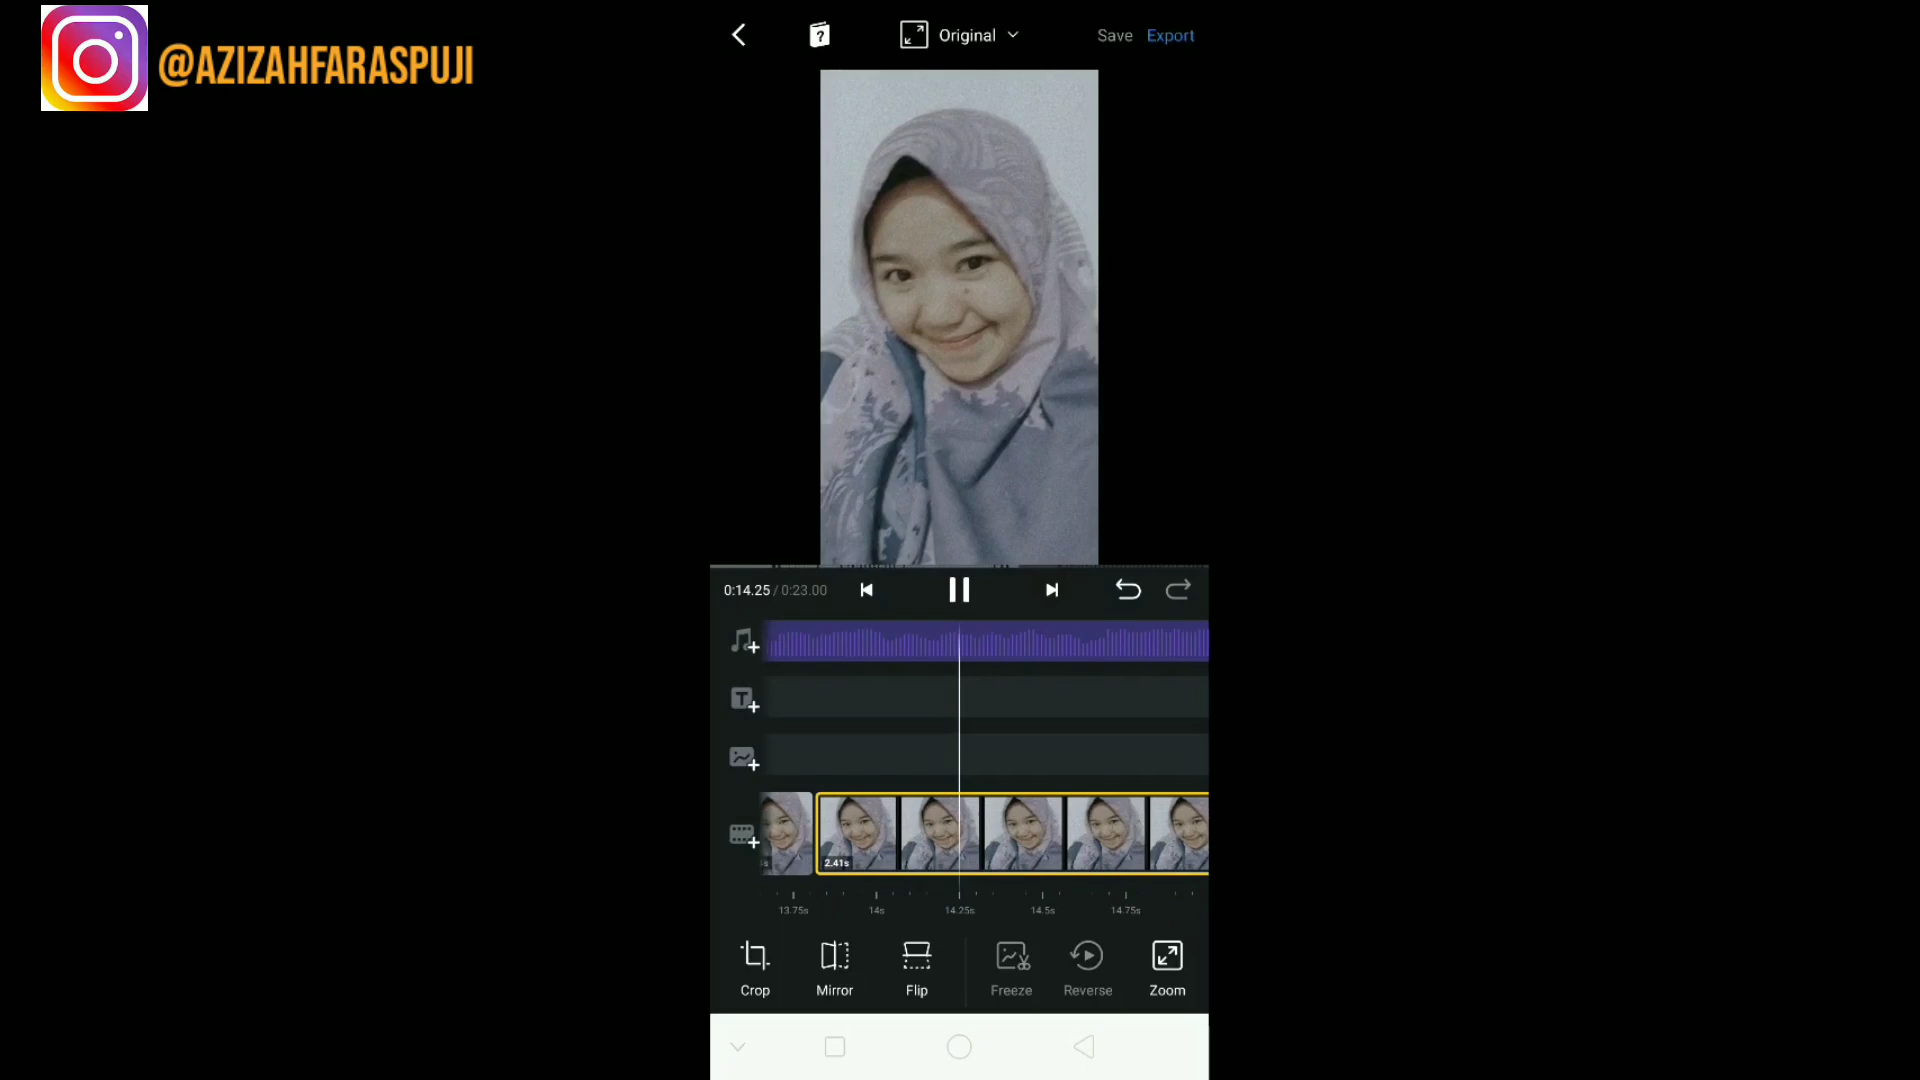 @AZIZAHFARASPUJI
Original
Save
Export
0:14.25 / 0:23.00
2.41s
13.75s
14s
14.25s
14.5s
14.75s
Crop
Mirror
Flip
Freeze
Reverse
Zoom